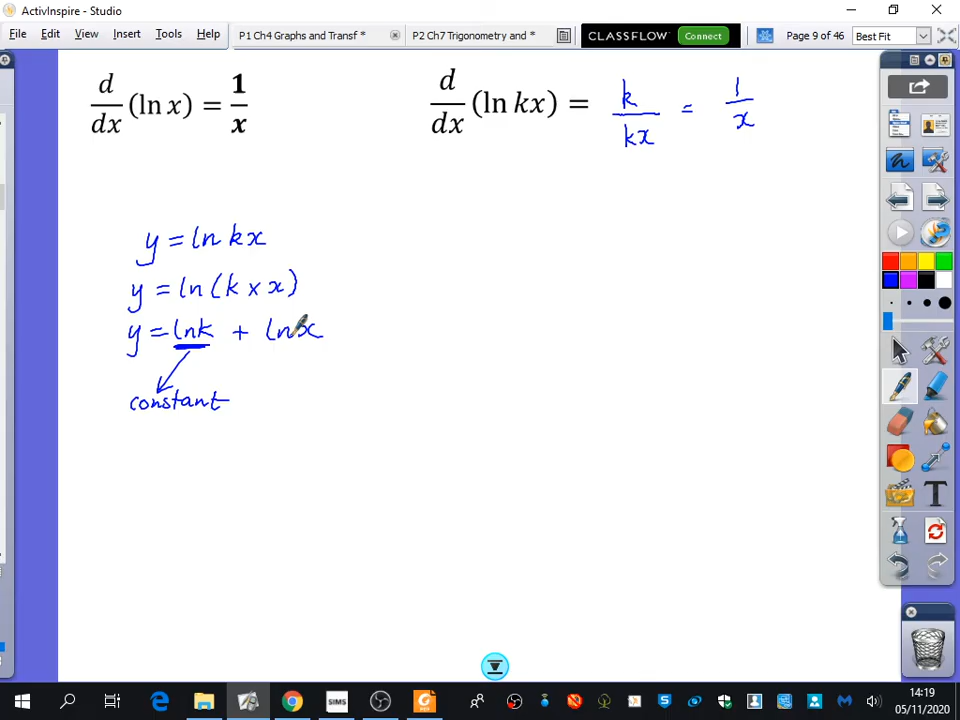 ActivInspire - Studio
File Edit View Insert Tools Help
P1 Ch4 Graphs and Transf *
P2 Ch7 Trigonometry and *
CLASSFLOW Connect
Page 9 of 46
Best Fit
d/dx (ln x) = 1/x
d/dx (ln kx) = k/kx = 1/x
y = ln kx
y = ln (k × x)
y = lnk + lnx
constant
SIMS
14:19
05/11/2020